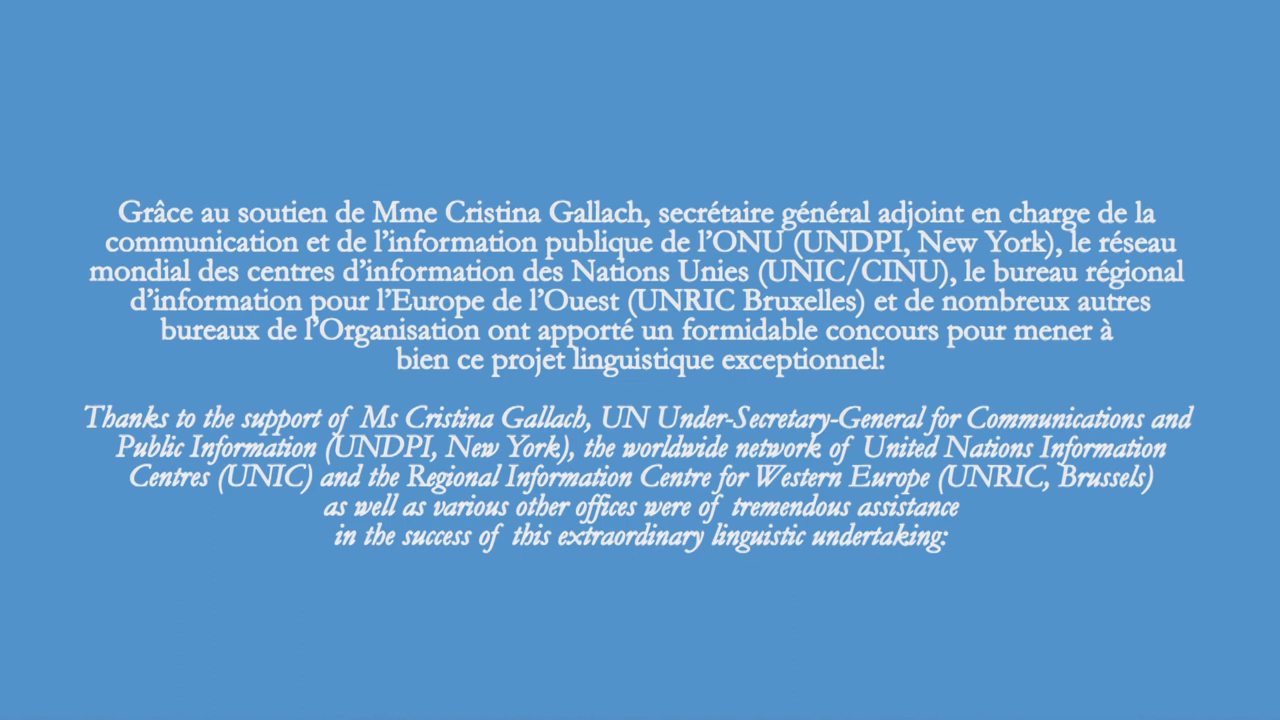 Grâce au soutien de Mme Cristina Gallach, secrétaire général adjoint en charge de la
communication et de l'information publique de l'ONU (UNDPI, New York), le réseau
mondial des centres d'information des Nations Unies (UNIC/CINU), le bureau régional
d'information pour l'Europe de l'Ouest (UNRIC Bruxelles) et de nombreux autres
bureaux de l'Organisation ont apporté un formidable concours pour mener à
bien ce projet linguistique exceptionnel:
Thanks to the support of Ms Cristina Gallach, UN Under-Secretary-General for Communications and
Public Information (UNDPI, New York), the worldwide network of United Nations Information
Centres (UNIC) and the Regional Information Centre for Western Europe (UNRIC, Brussels)
as well as various other offices were of tremendous assistance
in the success of this extraordinary linguistic undertaking: